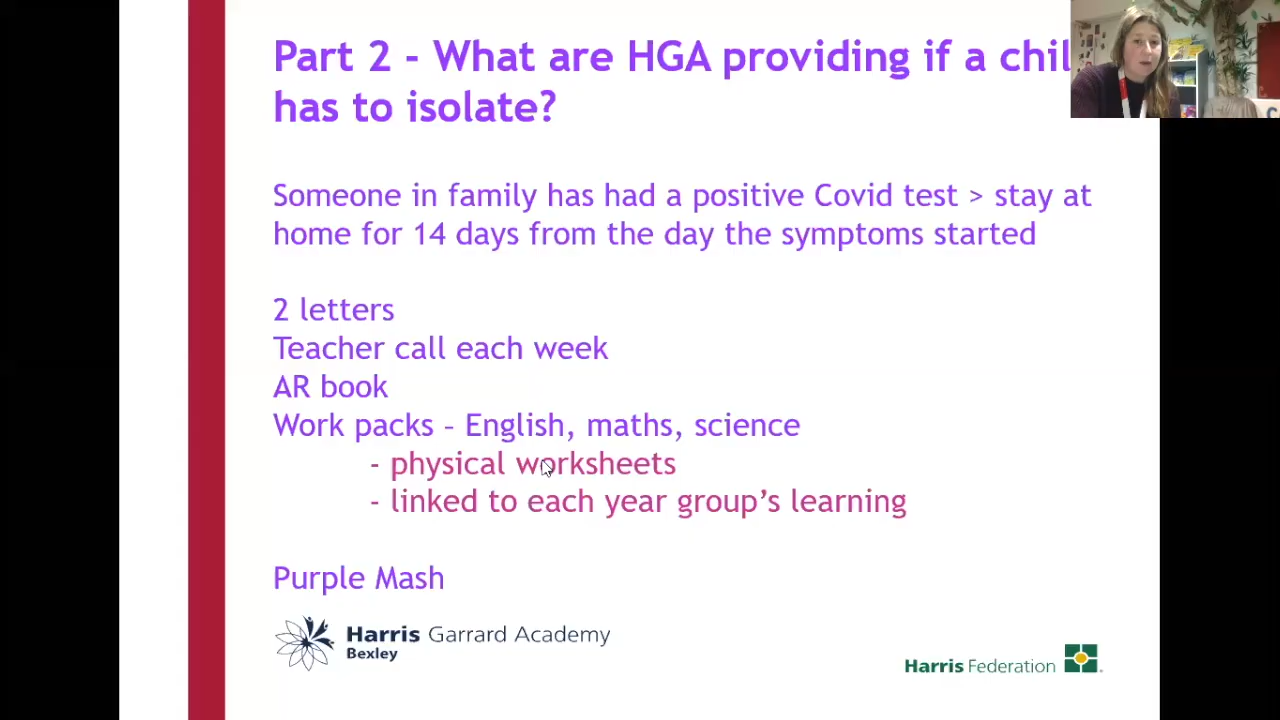 Part 2 - What are HGA providing if a chil
has to isolate?
Someone in family has had a positive Covid test > stay at
home for 14 days from the day the symptoms started
2 letters
Teacher call each week
AR book
Work packs – English, maths, science
- physical worksheets
- linked to each year group's learning
Purple Mash
Harris Garrard Academy
Bexley
Harris Federation